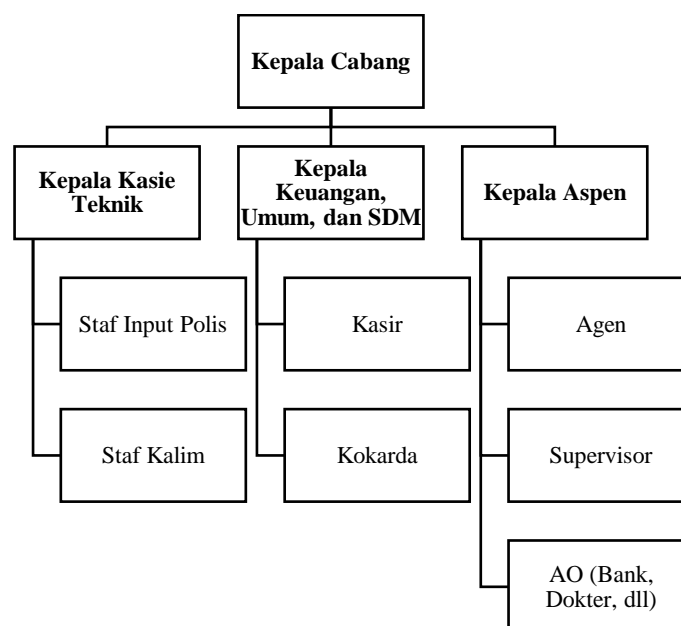 Kepala Cabang
Kepala Kasie
Teknik
Kepala
Keuangan,
Umum, dan SDM
Kepala Aspen
Staf Input Polis
Kasir
Agen
Staf Kalim
Kokarda
Supervisor
AO (Bank,
Dokter, dll)